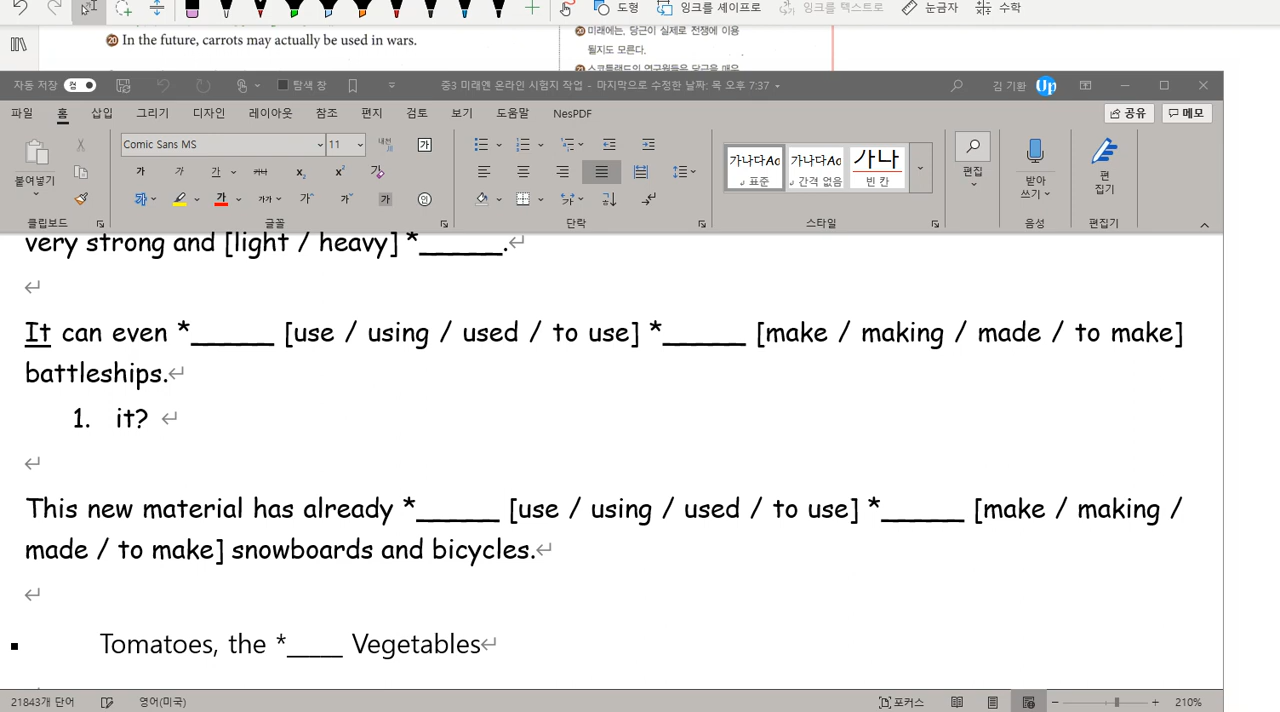 도형 잉크를 셰이프로 잉크를 텍스트로 눈금자 수학
⑳ In the future, carrots may actually be used in wars.
⑳ 미래에는, 당근이 실제로 전쟁에 이용
될지도 모른다.
자동 저장 컴 탐색 창 중3 미래엔 온라인 시험지 작업 - 마지막으로 수정한 날짜: 목 오후 7:37 김 기환 Up
파일 홈 삽입 그리기 디자인 레이아웃 참조 편지 검토 보기 도움말 NesPDF 공유 메모
Comic Sans MS 11
가나다Ac 가나다Ac 가나
붙여넣기 표준 간격 없음 빈 칸 편집 받아쓰기 편집기
클립보드 글꼴 단락 스타일 음성 편집기
very strong and [light / heavy] *_____.
It can even *_____ [use / using / used / to use] *_____ [make / making / made / to make]
battleships.
1. it?
This new material has already *_____ [use / using / used / to use] *_____ [make / making /
made / to make] snowboards and bicycles.
▪ Tomatoes, the *____ Vegetables
21843개 단어 영어(미국) 포커스 210%